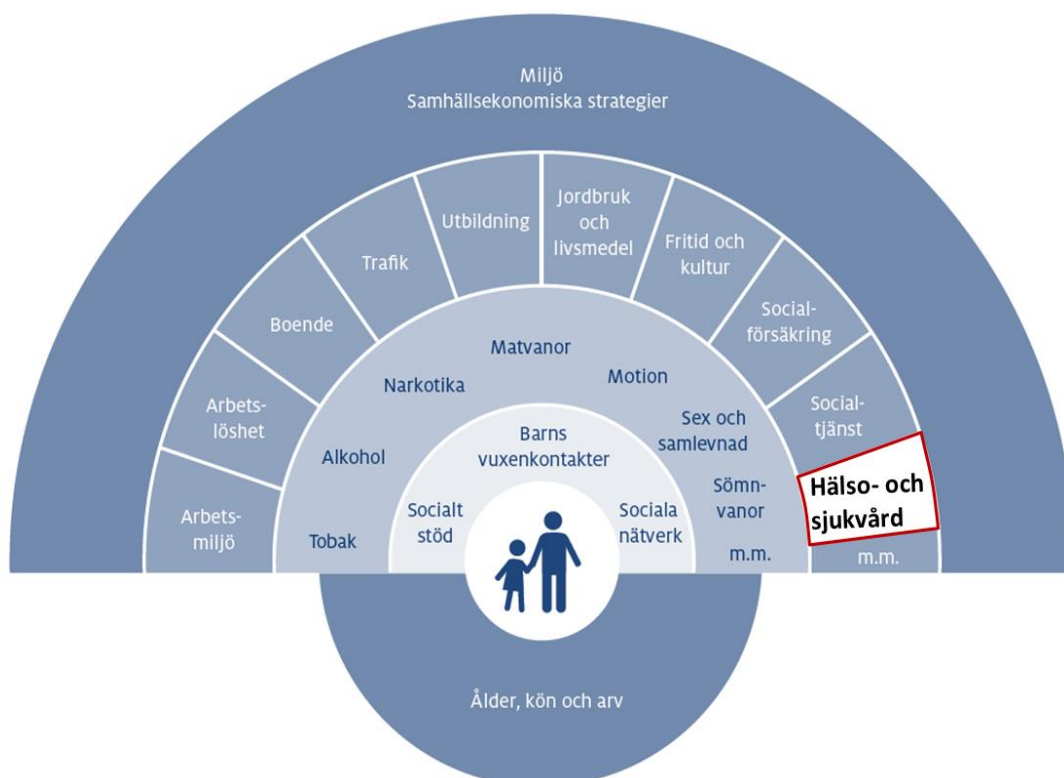 Miljö
Samhällsekonomiska strategier
Arbets-
miljö
Arbets-
löshet
Boende
Trafik
Utbildning
Jordbruk
och
livsmedel
Fritid och
kultur
Social-
försäkring
Social-
tjänst
Hälso- och
sjukvård
m.m.
Tobak
Alkohol
Narkotika
Matvanor
Motion
Sex och
samlevnad
Sömn-
vanor
m.m.
Socialt
stöd
Barns
vuxenkontakter
Sociala
nätverk
Ålder, kön och arv